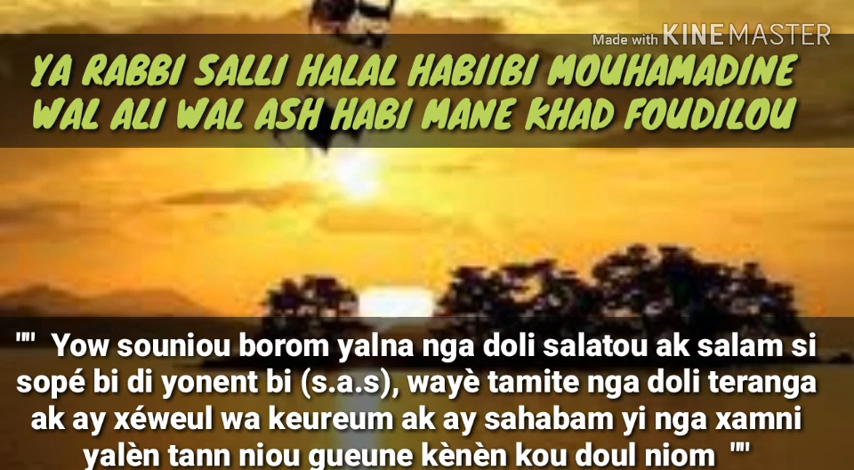 Made with KINEMASTER
YA RABBI SALLI HALAL HABIIBI MOUHAMADINE
WAL ALI WAL ASH HABI MANE KHAD FOUDILOU
"" Yow souniou borom yalna nga doli salatou ak salam si
sopé bi di yonent bi (s.a.s), wayè tamite nga doli teranga
ak ay xéweul wa keureum ak ay sahabam yi nga xamni
yalèn tann niou gueune kènèn kou doul niom ""